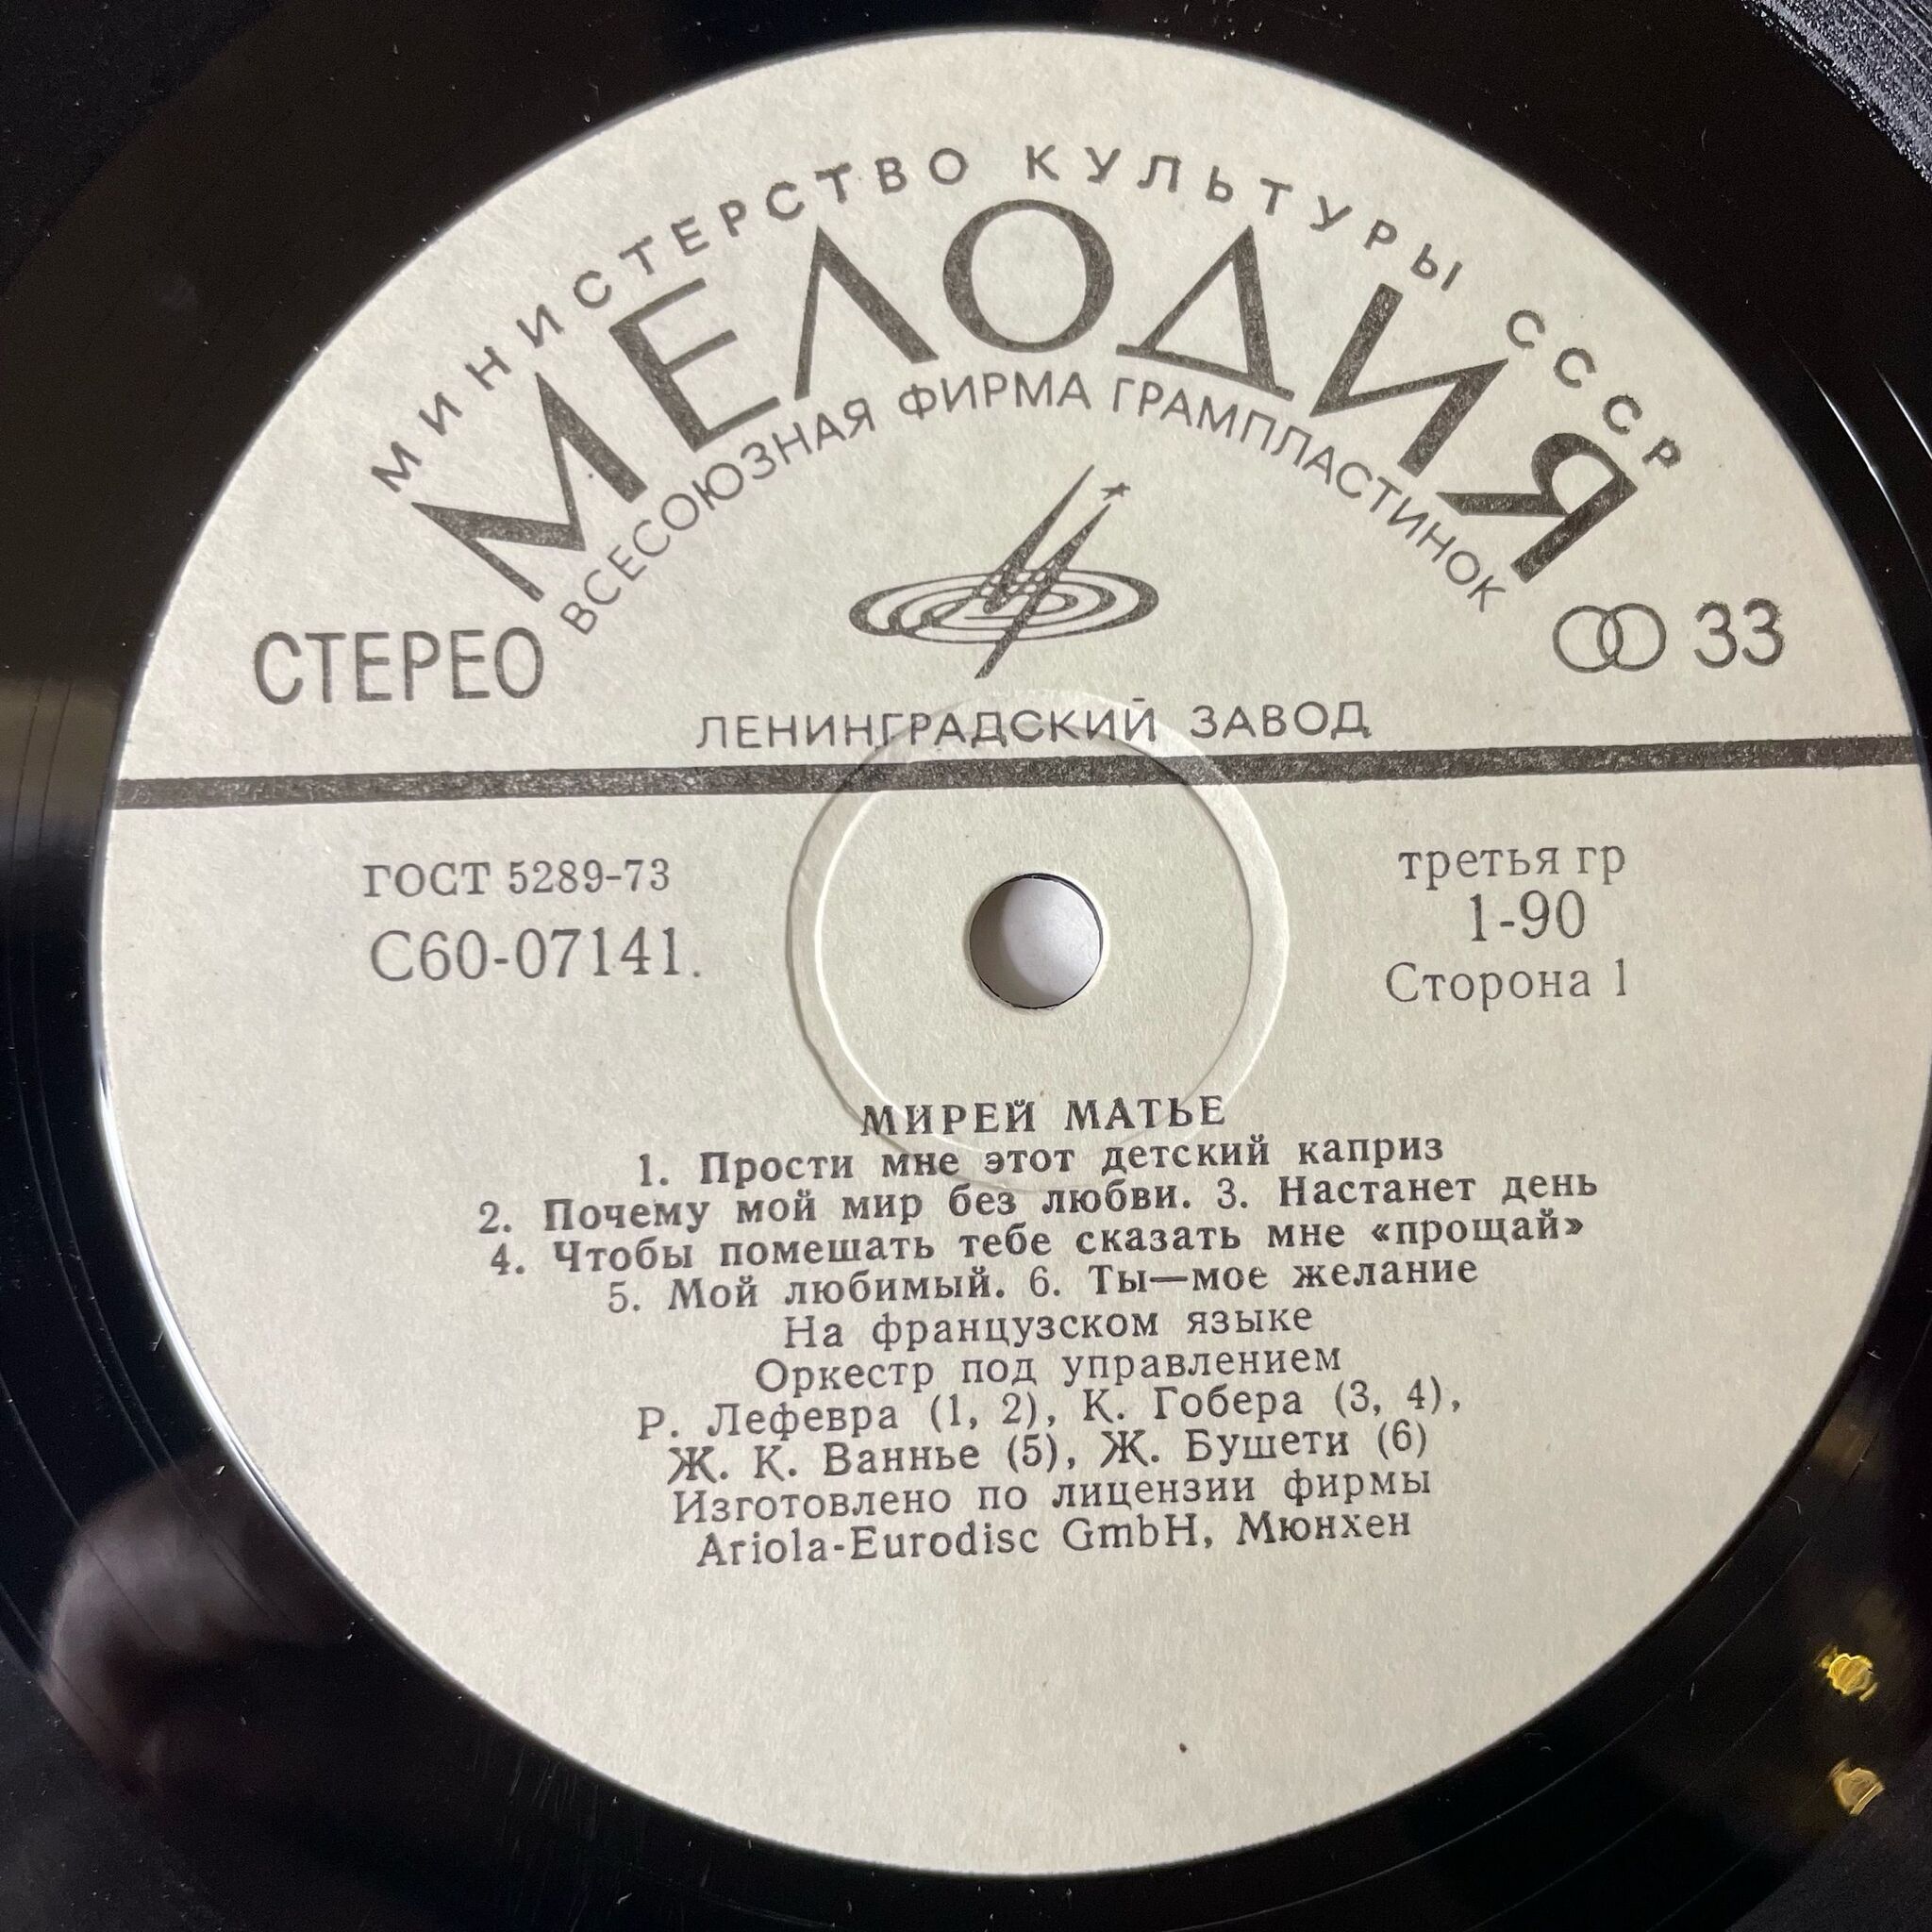 МИНИСТЕРСТВО КУЛЬТУРЫ СССР
МЕЛОДИЯ
ВСЕСОЮЗНАЯ ФИРМА ГРАМПЛАСТИНОК
СТЕРЕО
33
ЛЕНИНГРАДСКИЙ ЗАВОД
ГОСТ 5289-73
С60-07141.
третья гр
1-90
Сторона 1
МИРЕЙ МАТЬЕ
1. Прости мне этот детский каприз
2. Почему мой мир без любви. 3. Настанет день
4. Чтобы помешать тебе сказать мне «прощай»
5. Мой любимый. 6. Ты—мое желание
На французском языке
Оркестр под управлением
Р. Лефевра (1, 2), К. Гобера (3, 4),
Ж. К. Ваннье (5), Ж. Бушети (6)
Изготовлено по лицензии фирмы
Ariola-Eurodisc GmbH, Мюнхен